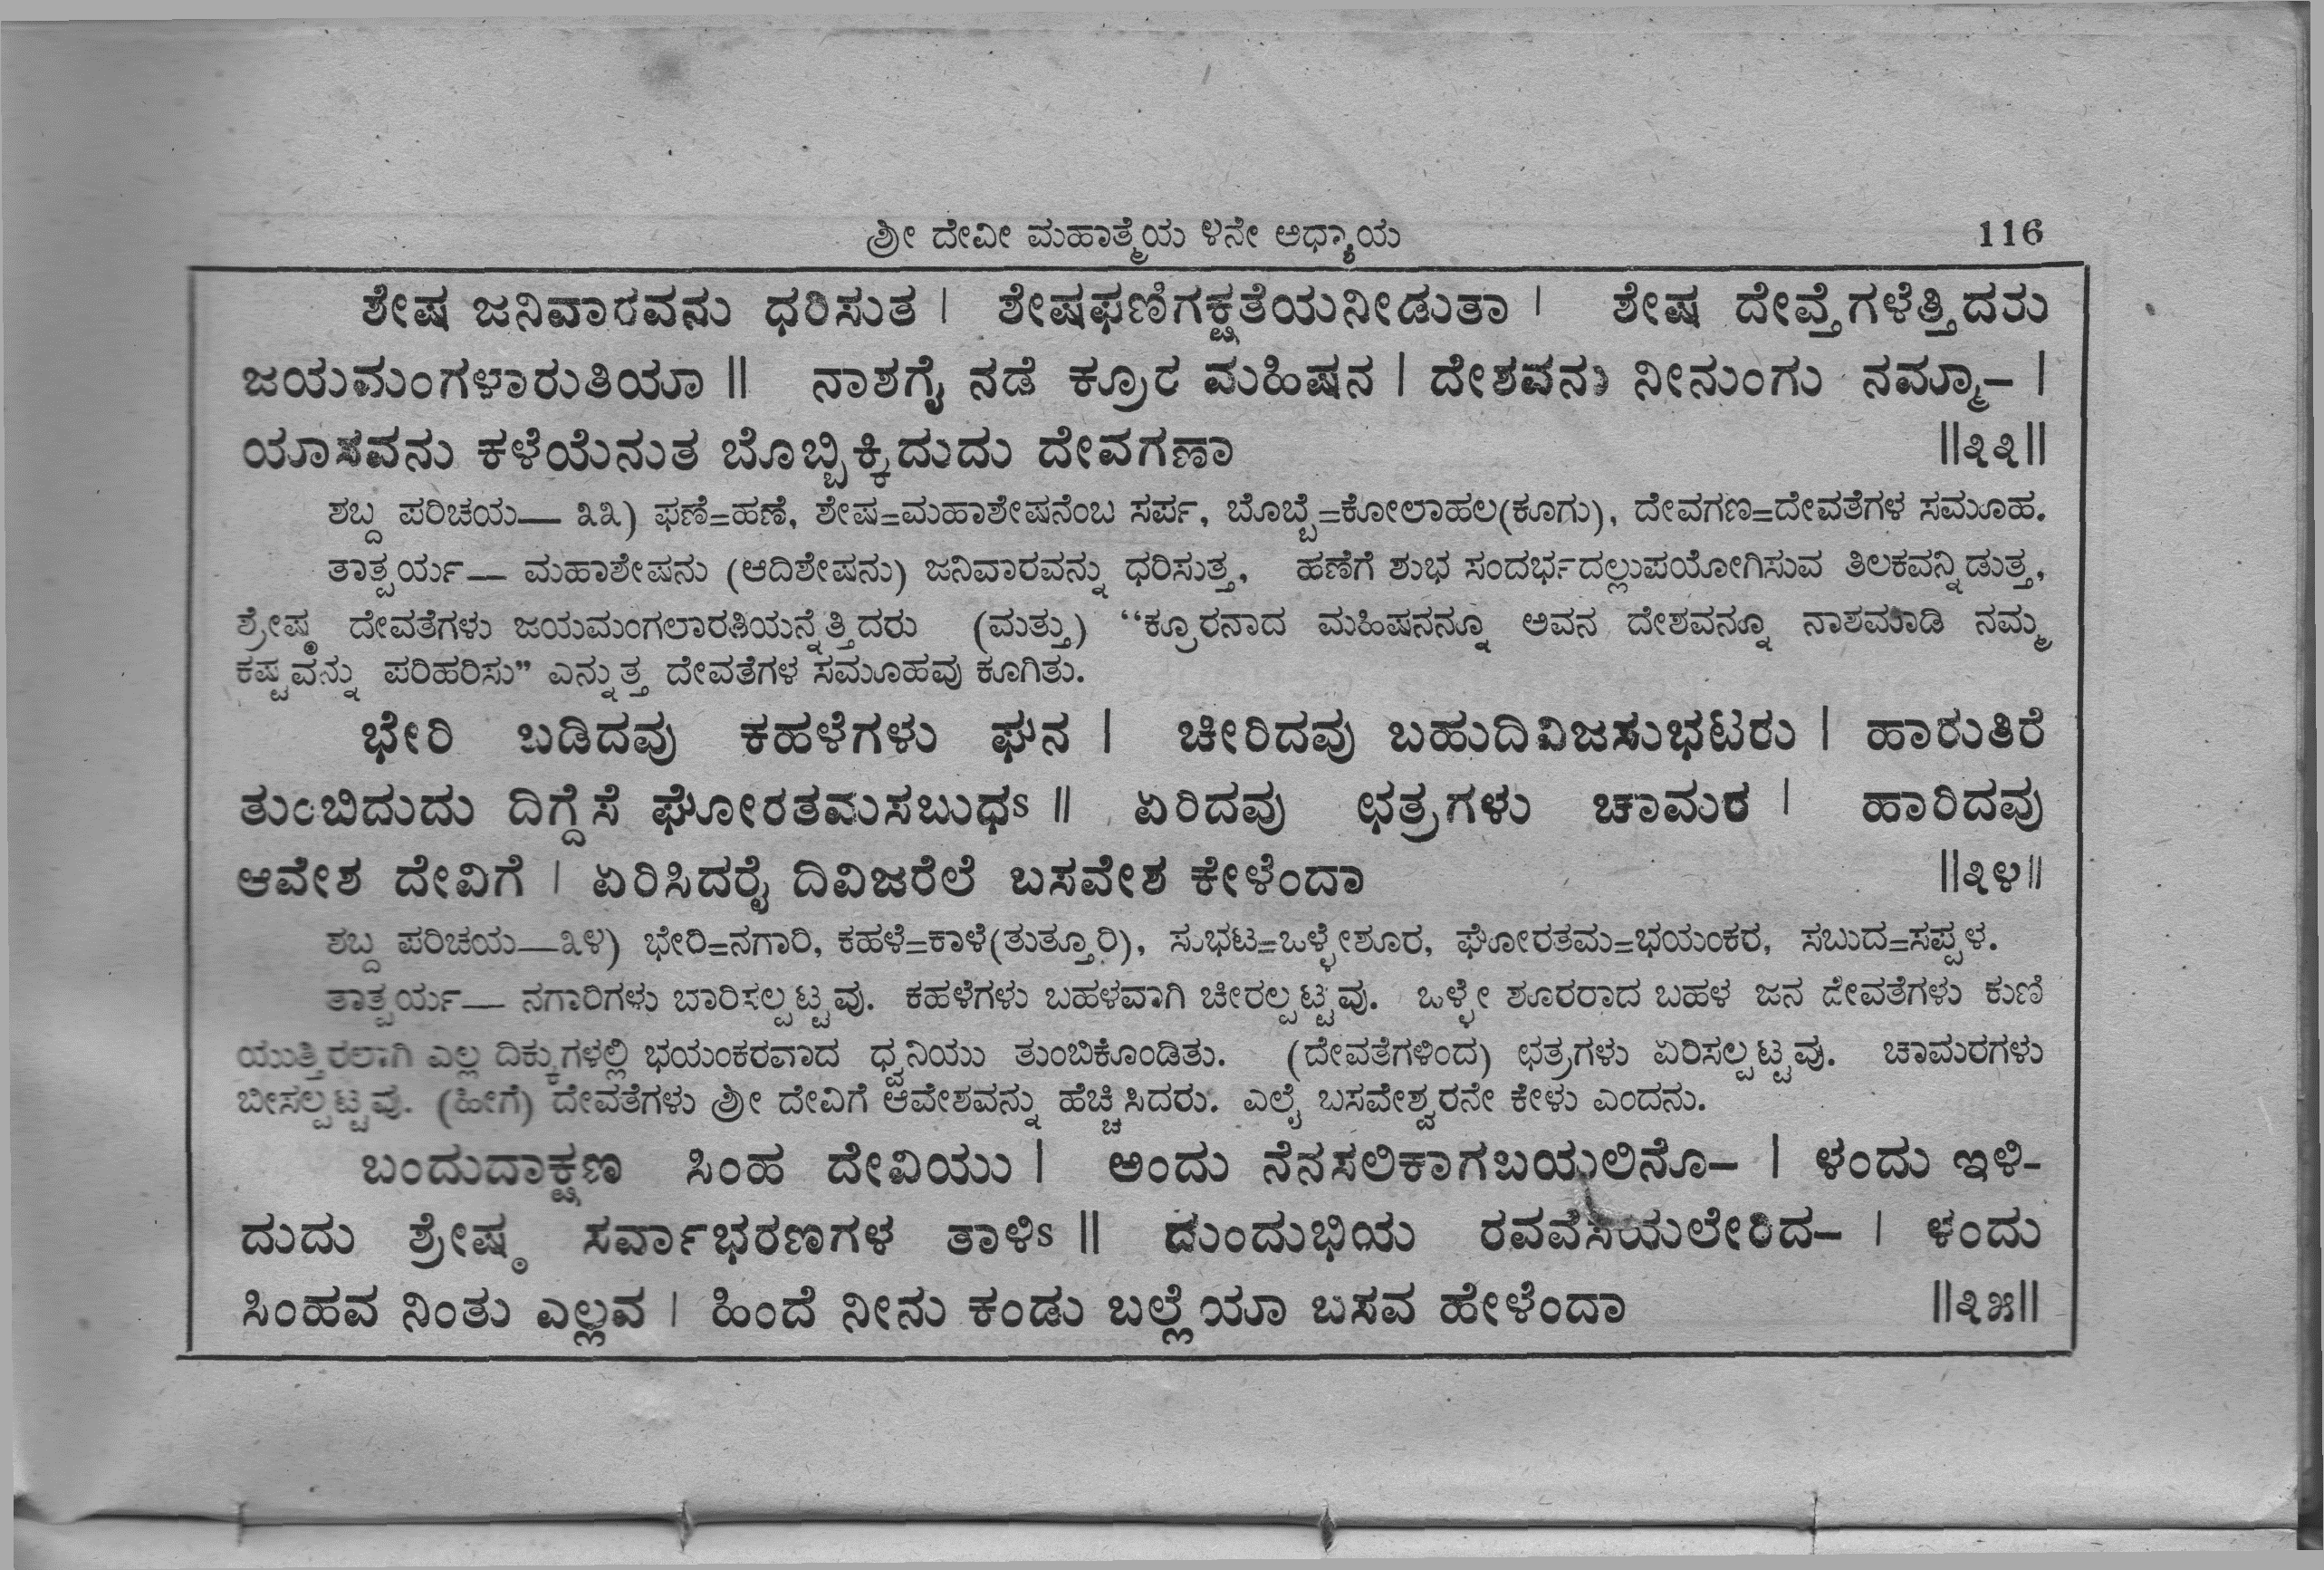 ಶ್ರೀ ದೇವೀ ಮಹಾತ್ಮೆಯ ೪ನೇ ಅಧ್ಯಾಯ 116
ಶೇಷ ಜನಿವಾರವನು ಧರಿಸುತ । ಶೇಷಫಣಿಗಕ್ಷತೆಯನೀಡುತಾ । ಶೇಷ ದೇವ್ತೆಗಳೆತ್ತಿದರು
ಜಯಮಂಗಳಾರುತಿಯಾ ॥ ನಾಶಗೈ ನಡೆ ಕ್ರೂರ ಮಹಿಷನ । ದೇಶವನು ನೀನುಂಗು ನಮ್ಮಾ– ।
ಯಾಸವನು ಕಳೆಯೆನುತ ಬೊಬ್ಬಿಕ್ಕಿದುದು ದೇವಗಣಾ ॥೩೩॥
ಶಬ್ದ ಪರಿಚಯ— ೩೩) ಫಣೆ=ಹಣೆ, ಶೇಷ=ಮಹಾಶೇಷನೆಂಬ ಸರ್ಪ, ಬೊಬ್ಬೆ=ಕೋಲಾಹಲ(ಕೂಗು), ದೇವಗಣ=ದೇವತೆಗಳ ಸಮೂಹ.
ತಾತ್ಪರ್ಯ— ಮಹಾಶೇಷನು (ಆದಿಶೇಷನು) ಜನಿವಾರವನ್ನು ಧರಿಸುತ್ತ, ಹಣೆಗೆ ಶುಭ ಸಂದರ್ಭದಲ್ಲುಪಯೋಗಿಸುವ ತಿಲಕವನ್ನಿಡುತ್ತ,
ಶ್ರೇಷ್ಠ ದೇವತೆಗಳು ಜಯಮಂಗಲಾರತಿಯನ್ನೆತ್ತಿದರು (ಮತ್ತು) “ಕ್ರೂರನಾದ ಮಹಿಷನನ್ನೂ ಅವನ ದೇಶವನ್ನೂ ನಾಶಮಾಡಿ ನಮ್ಮ
ಕಷ್ಟವನ್ನು ಪರಿಹರಿಸು” ಎನ್ನುತ್ತ ದೇವತೆಗಳ ಸಮೂಹವು ಕೂಗಿತು.
ಭೇರಿ ಬಡಿದವು ಕಹಳೆಗಳು ಘನ । ಚೀರಿದವು ಬಹುದಿವಿಜಸುಭಟರು । ಹಾರುತಿರೆ
ತುಂಬಿದುದು ದಿಗ್ದೆಸೆ ಘೋರತಮಸಬುಧs ॥ ಏರಿದವು ಛತ್ರಗಳು ಚಾಮರ । ಹಾರಿದವು
ಆವೇಶ ದೇವಿಗೆ । ಏರಿಸಿದರೈ ದಿವಿಜರೆಲೆ ಬಸವೇಶ ಕೇಳೆಂದಾ ॥೩೪॥
ಶಬ್ದ ಪರಿಚಯ—೩೪) ಭೇರಿ=ನಗಾರಿ, ಕಹಳೆ=ಕಾಳೆ(ತುತ್ತೂರಿ), ಸುಭಟ=ಒಳ್ಳೇಶೂರ, ಘೋರತಮ=ಭಯಂಕರ, ಸಬುದ=ಸಪ್ಪಳ.
ತಾತ್ಪರ್ಯ— ನಗಾರಿಗಳು ಬಾರಿಸಲ್ಪಟ್ಟವು. ಕಹಳೆಗಳು ಬಹಳವಾಗಿ ಚೀರಲ್ಪಟ್ಟವು. ಒಳ್ಳೇ ಶೂರರಾದ ಬಹಳ ಜನ ದೇವತೆಗಳು ಕುಣಿ
ಯುತ್ತಿರಲಾಗಿ ಎಲ್ಲ ದಿಕ್ಕುಗಳಲ್ಲಿ ಭಯಂಕರವಾದ ಧ್ವನಿಯು ತುಂಬಿಕೊಂಡಿತು. (ದೇವತೆಗಳಿಂದ) ಛತ್ರಗಳು ಏರಿಸಲ್ಪಟ್ಟವು. ಚಾಮರಗಳು
ಬೀಸಲ್ಪಟ್ಟವು. (ಹೀಗೆ) ದೇವತೆಗಳು ಶ್ರೀ ದೇವಿಗೆ ಆವೇಶವನ್ನು ಹೆಚ್ಚಿಸಿದರು. ಎಲೈ ಬಸವೇಶ್ವರನೇ ಕೇಳು ಎಂದನು.
ಬಂದುದಾಕ್ಷಣ ಸಿಂಹ ದೇವಿಯು । ಅಂದು ನೆನಸಲಿಕಾಗಬಯಲಿನೊ– । ಳಂದು ಇಳಿ-
ದುದು ಶ್ರೇಷ್ಠ ಸರ್ವಾಭರಣಗಳ ತಾಳಿs ॥ ದುಂದುಭಿಯ ರವವೆಸೆಯಲೇರಿದ– । ಳಂದು
ಸಿಂಹವ ನಿಂತು ಎಲ್ಲವ । ಹಿಂದೆ ನೀನು ಕಂಡು ಬಲ್ಲೆಯಾ ಬಸವ ಹೇಳೆಂದಾ ॥೩೫॥